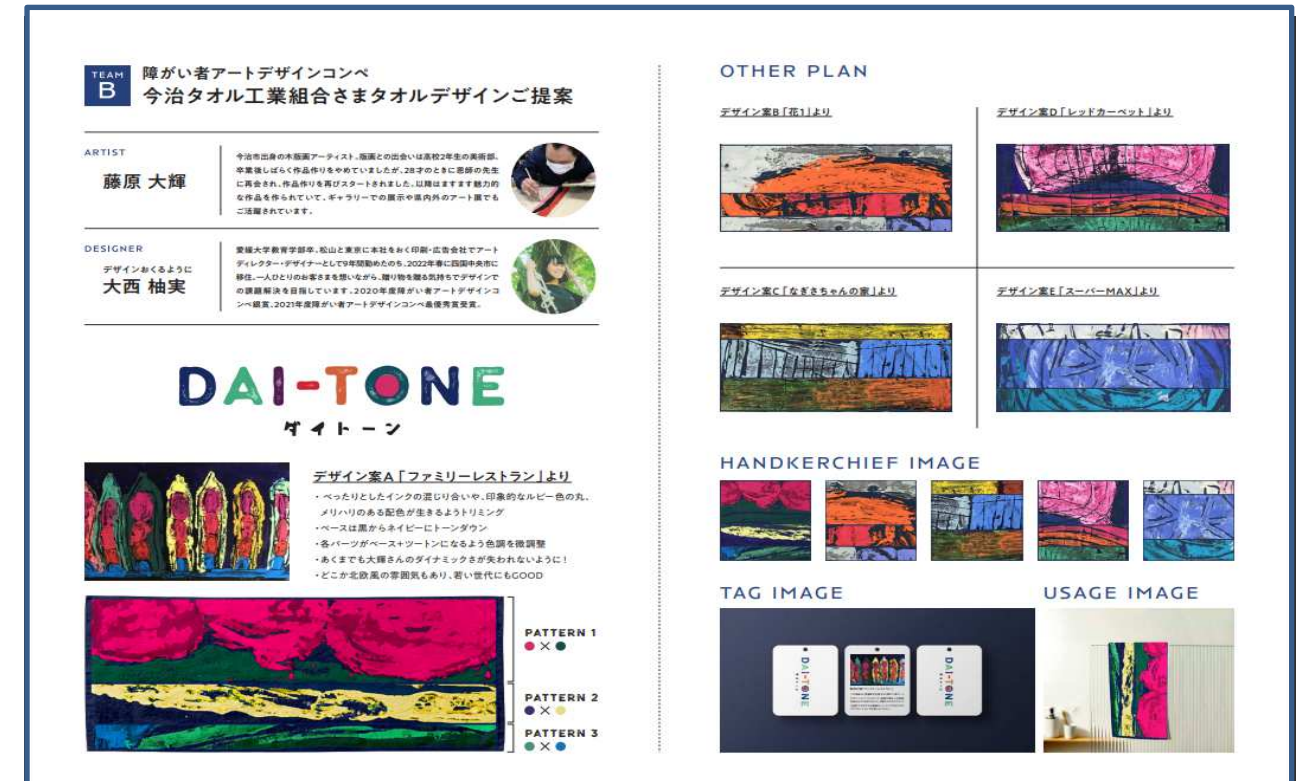 TEAM
B
障がい者アートデザインコンペ
今治タオル工業組合さまタオルデザインご提案
ARTIST
藤原 大輝
今治市出身の木版画アーティスト。版画との出会いは高校2年生の美術部。
卒業後しばらく作品作りをやめていましたが、28才のときに恩師の先生
に再会され、作品作りを再びスタートされました。以降はますます魅力的
な作品を作られていて、ギャラリーでの展示や県内外のアート展でも
ご活躍されています。
DESIGNER
デザインおくるように
大西 柚実
愛媛大学教育学部卒。松山と東京に本社をおく印刷・広告会社でアート
ディレクター・デザイナーとして9年間勤めたのち、2022年春に四国中央市に
移住。一人ひとりのお客さまを想いながら、贈り物を贈る気持ちでデザインで
の課題解決を目指しています。2020年度障がい者アートデザインコ
ンペ銀賞、2021年度障がい者アートデザインコンペ最優秀賞受賞。
DAI-TONE
ダイトーン
デザイン案A「ファミリーレストラン」より
・べったりとしたインクの混じり合いや、印象的なルビー色の丸、
メリハリのある配色が生きるようトリミング
・ベースは黒からネイビーにトーンダウン
・各パーツがベース+ツートンになるよう色調を微調整
・あくまでも大輝さんのダイナミックさが失われないように!
・どこか北欧風の雰囲気もあり、若い世代にもGOOD
PATTERN 1
×
PATTERN 2
×
PATTERN 3
×
OTHER PLAN
デザイン案B「花1」より
デザイン案D「レッドカーペット」より
デザイン案C「なぎさちゃんの家」より
デザイン案E「スーパーMAX」より
HANDKERCHIEF IMAGE
TAG IMAGE
DAI-TONE
DAI-TONE
USAGE IMAGE